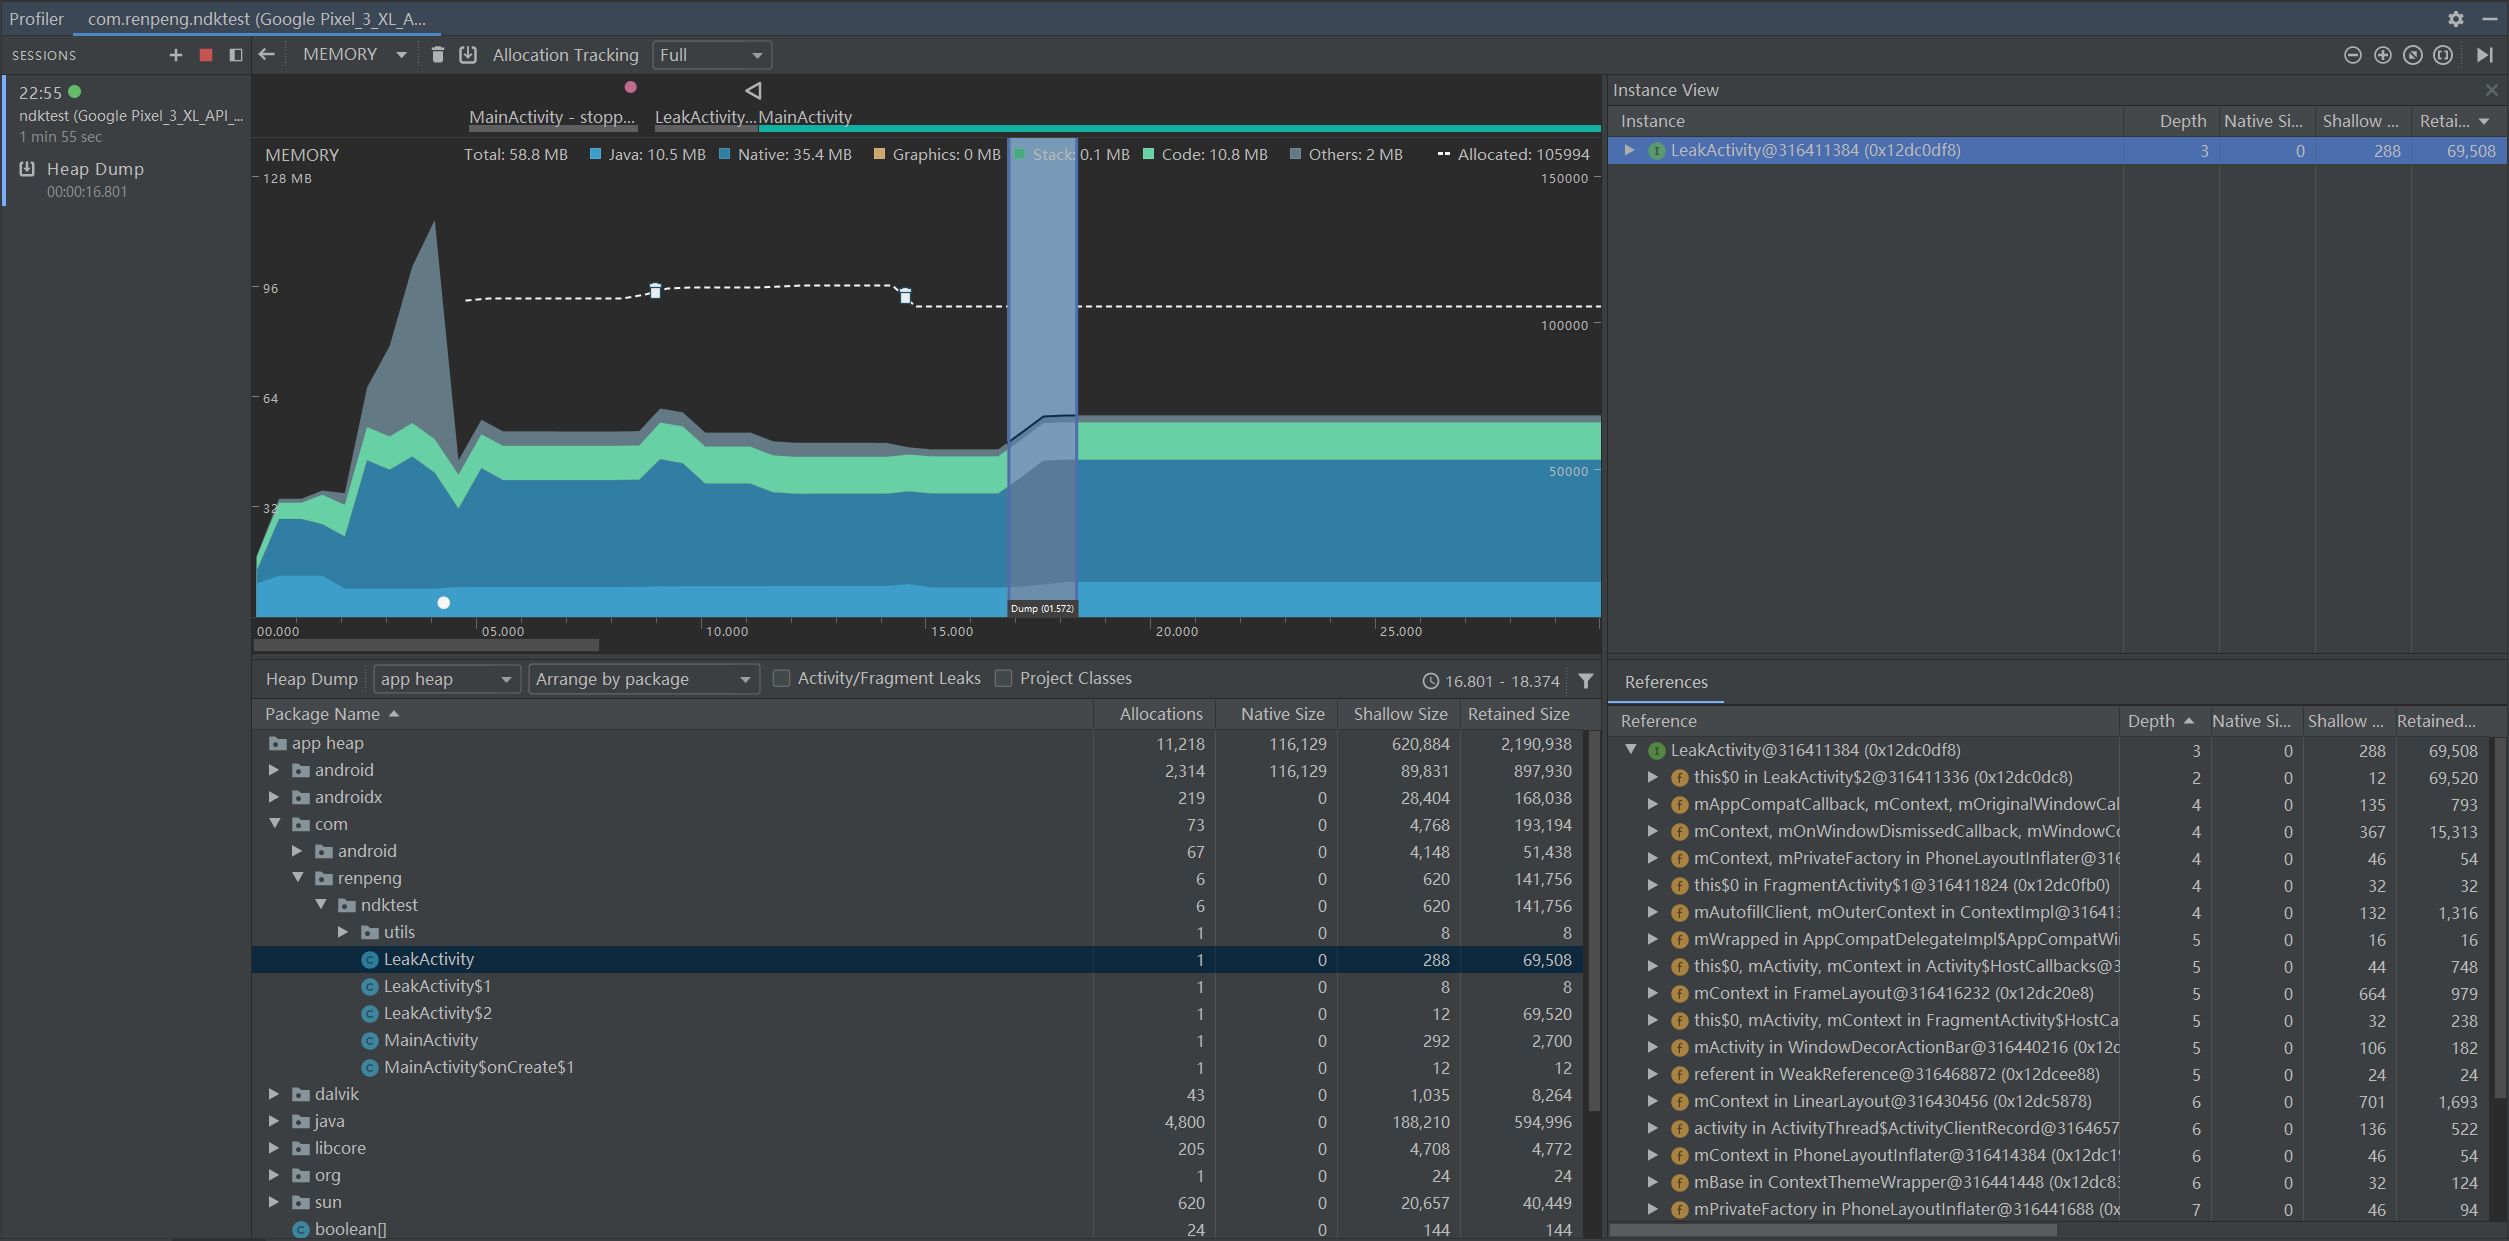 Profiler com.renpeng.ndktest (Google Pixel_3_XL_A...
SESSIONS
MEMORY Allocation Tracking Full
22:55
ndktest (Google Pixel_3_XL_API_...
1 min 55 sec
Heap Dump
00:00:16.801
MainActivity - stopp... LeakActivity... MainActivity
MEMORY Total: 58.8 MB Java: 10.5 MB Native: 35.4 MB Graphics: 0 MB Stack: 0.1 MB Code: 10.8 MB Others: 2 MB Allocated: 105994
128 MB 150000
96
100000
64
50000
32
Dump (01.572)
00.000 05.000 10.000 15.000 20.000 25.000
Heap Dump app heap Arrange by package Activity/Fragment Leaks Project Classes 16.801 - 18.374
Package Name Allocations Native Size Shallow Size Retained Size
app heap 11,218 116,129 620,884 2,190,938
android 2,314 116,129 89,831 897,930
androidx 219 0 28,404 168,038
com 73 0 4,768 193,194
android 67 0 4,148 51,438
renpeng 6 0 620 141,756
ndktest 6 0 620 141,756
utils 1 0 8 8
LeakActivity 1 0 288 69,508
LeakActivity$1 1 0 8 8
LeakActivity$2 1 0 12 69,520
MainActivity 1 0 292 2,700
MainActivity$onCreate$1 1 0 12 12
dalvik 43 0 1,035 8,264
java 4,800 0 188,210 594,996
libcore 205 0 4,708 4,772
org 1 0 24 24
sun 620 0 20,657 40,449
boolean[] 24 0 144 144
Instance View
Instance Depth Native Si... Shallow ... Retai...
LeakActivity@316411384 (0x12dc0df8) 3 0 288 69,508
References
Reference Depth Native Si... Shallow ... Retained...
LeakActivity@316411384 (0x12dc0df8) 3 0 288 69,508
this$0 in LeakActivity$2@316411336 (0x12dc0dc8) 2 0 12 69,520
mAppCompatCallback, mContext, mOriginalWindowCal 4 0 135 793
mContext, mOnWindowDismissedCallback, mWindowCo 4 0 367 15,313
mContext, mPrivateFactory in PhoneLayoutInflater@316 4 0 46 54
this$0 in FragmentActivity$1@316411824 (0x12dc0fb0) 4 0 32 32
mAutofillClient, mOuterContext in ContextImpl@316413 4 0 132 1,316
mWrapped in AppCompatDelegateImpl$AppCompatWi 5 0 16 16
this$0, mActivity, mContext in Activity$HostCallbacks@3 5 0 44 748
mContext in FrameLayout@316416232 (0x12dc20e8) 5 0 664 979
this$0, mActivity, mContext in FragmentActivity$HostCa 5 0 32 238
mActivity in WindowDecorActionBar@316440216 (0x12d 5 0 106 182
referent in WeakReference@316468872 (0x12dcee88) 5 0 24 24
mContext in LinearLayout@316430456 (0x12dc5878) 6 0 701 1,693
activity in ActivityThread$ActivityClientRecord@3164657 6 0 136 522
mContext in PhoneLayoutInflater@316414384 (0x12dc19 6 0 46 54
mBase in ContextThemeWrapper@316441448 (0x12dc83 6 0 32 124
mPrivateFactory in PhoneLayoutInflater@316441688 (0x 7 0 46 94